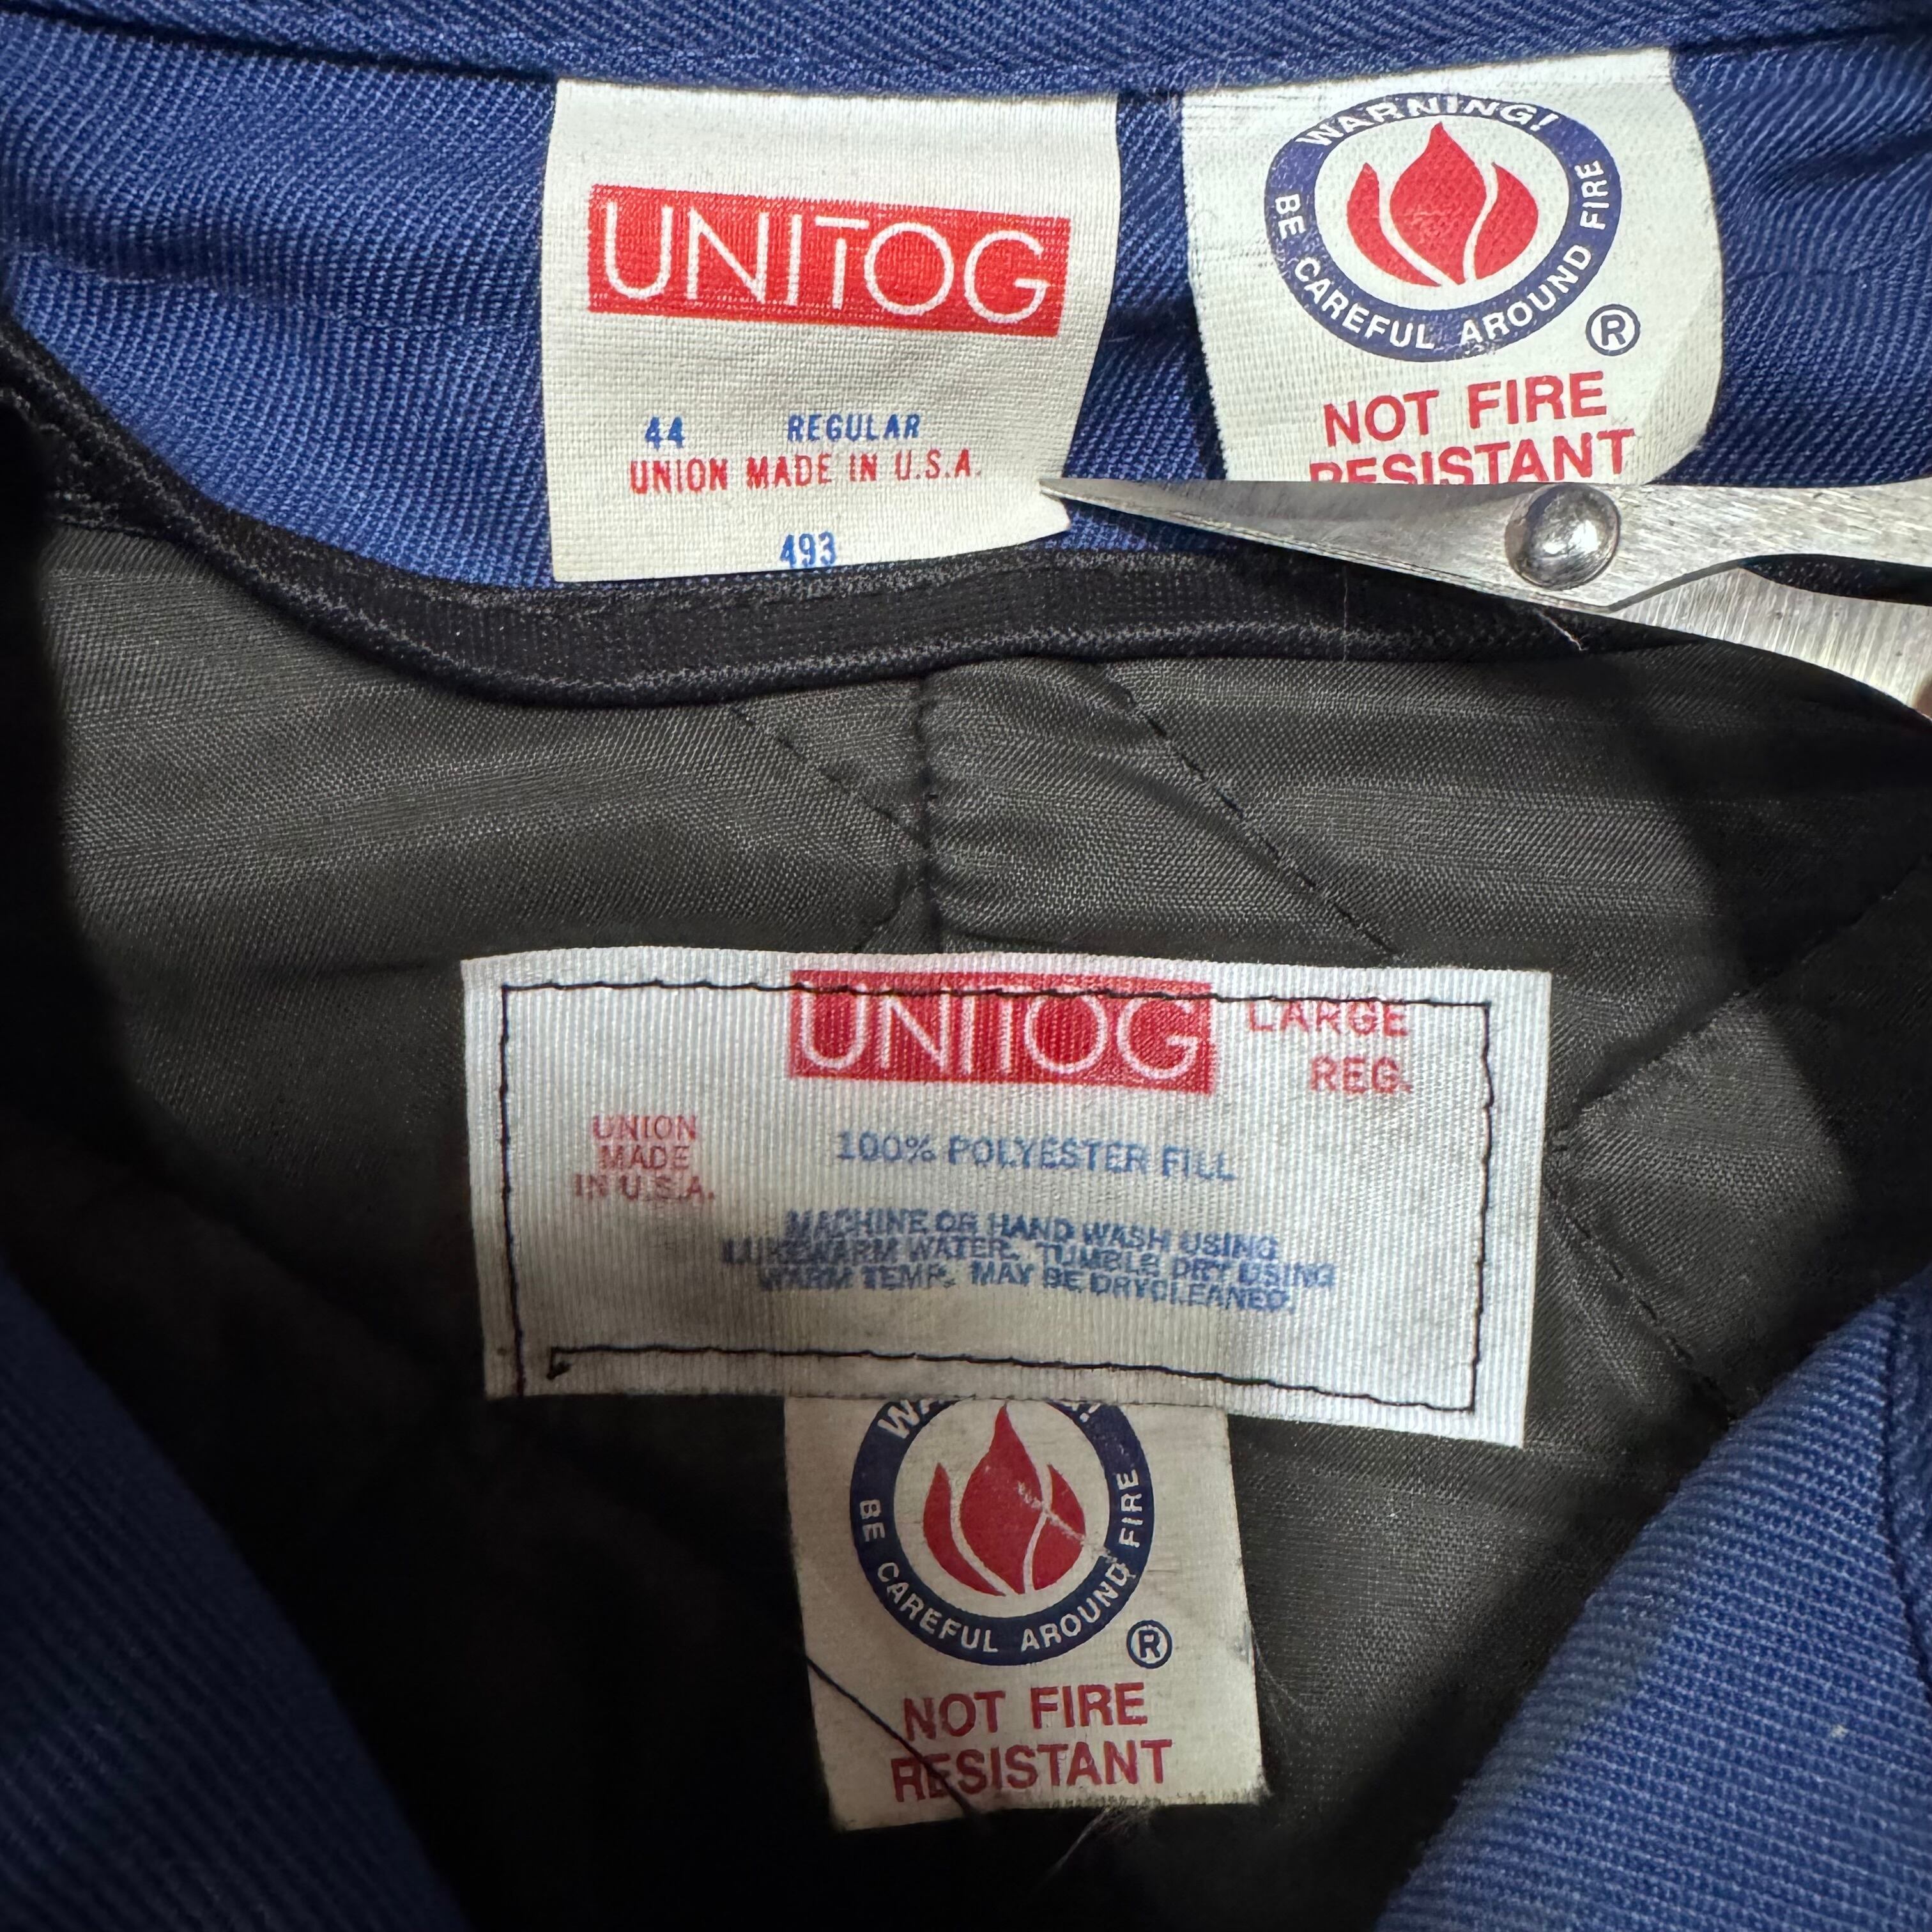 UNITOG
44 REGULAR
UNION MADE IN U.S.A.
493
WARNING!
BE CAREFUL AROUND FIRE
®
NOT FIRE
RESISTANT
UNITOG
LARGE
REG.
UNION
MADE
IN U.S.A.
100% POLYESTER FILL
MACHINE OR HAND WASH USING
LUKEWARM WATER. TUMBLE DRY USING
WARM TEMP. MAY BE DRYCLEANED.
BE CAREFUL AROUND FIRE
®
NOT FIRE
RESISTANT